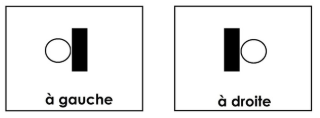 à gauche
à droite